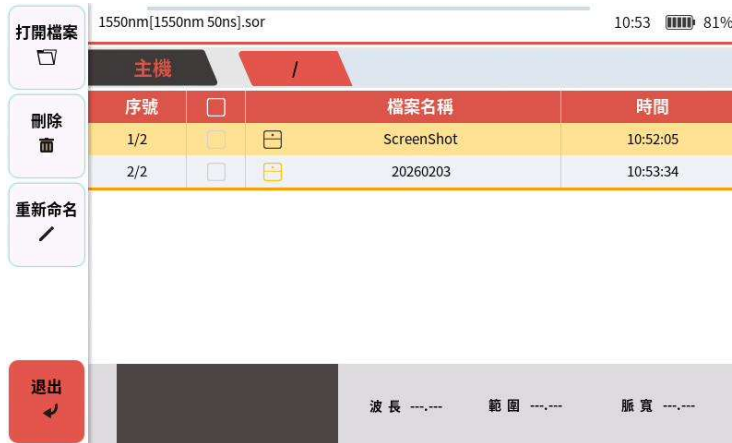 打開檔案
1550nm[1550nm 50ns].sor
10:53
81%
主機
/
序號 檔案名稱 時間
1/2 ScreenShot 10:52:05
2/2 20260203 10:53:34
刪除
重新命名
退出
波長 ---.---
範圍 ---.---
脈寬 ---.---